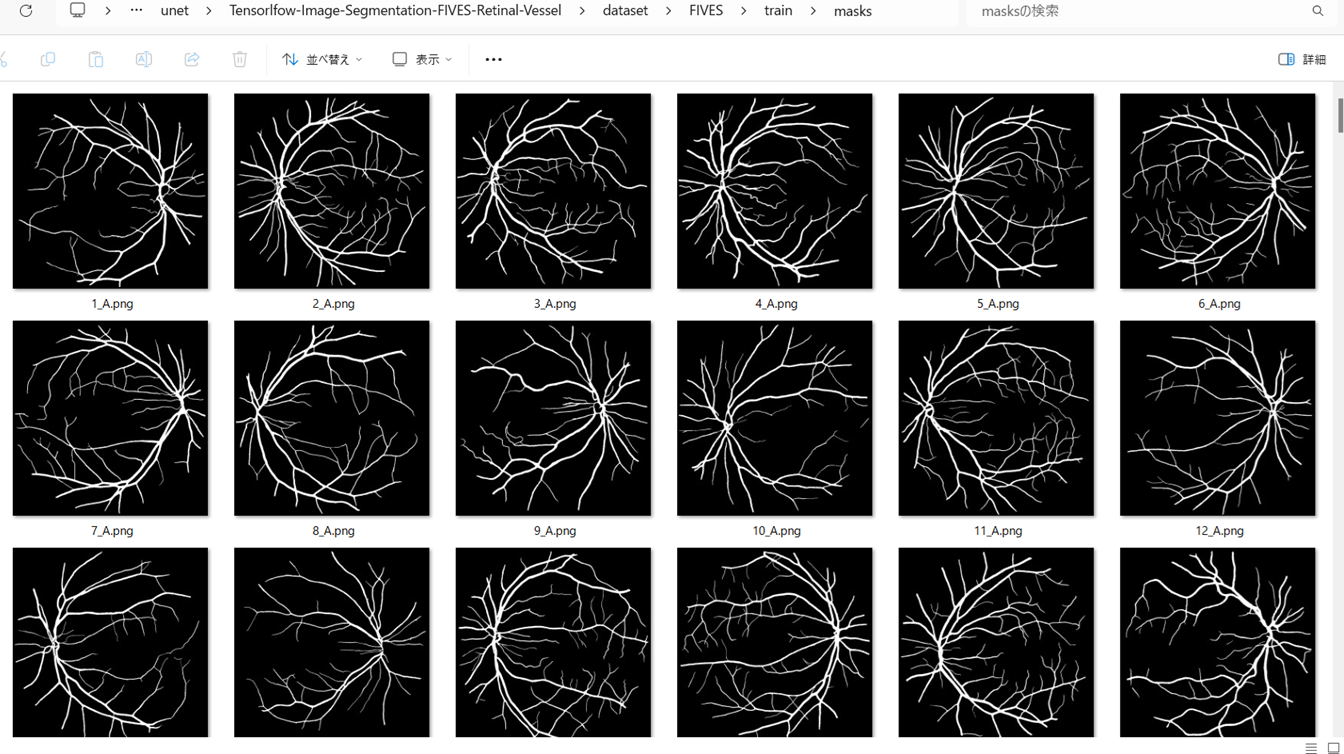 unet > Tensorlfow-Image-Segmentation-FIVES-Retinal-Vessel > dataset > FIVES > train > masks masksの検索
並べ替え 表示 詳細
1_A.png 2_A.png 3_A.png 4_A.png 5_A.png 6_A.png
7_A.png 8_A.png 9_A.png 10_A.png 11_A.png 12_A.png